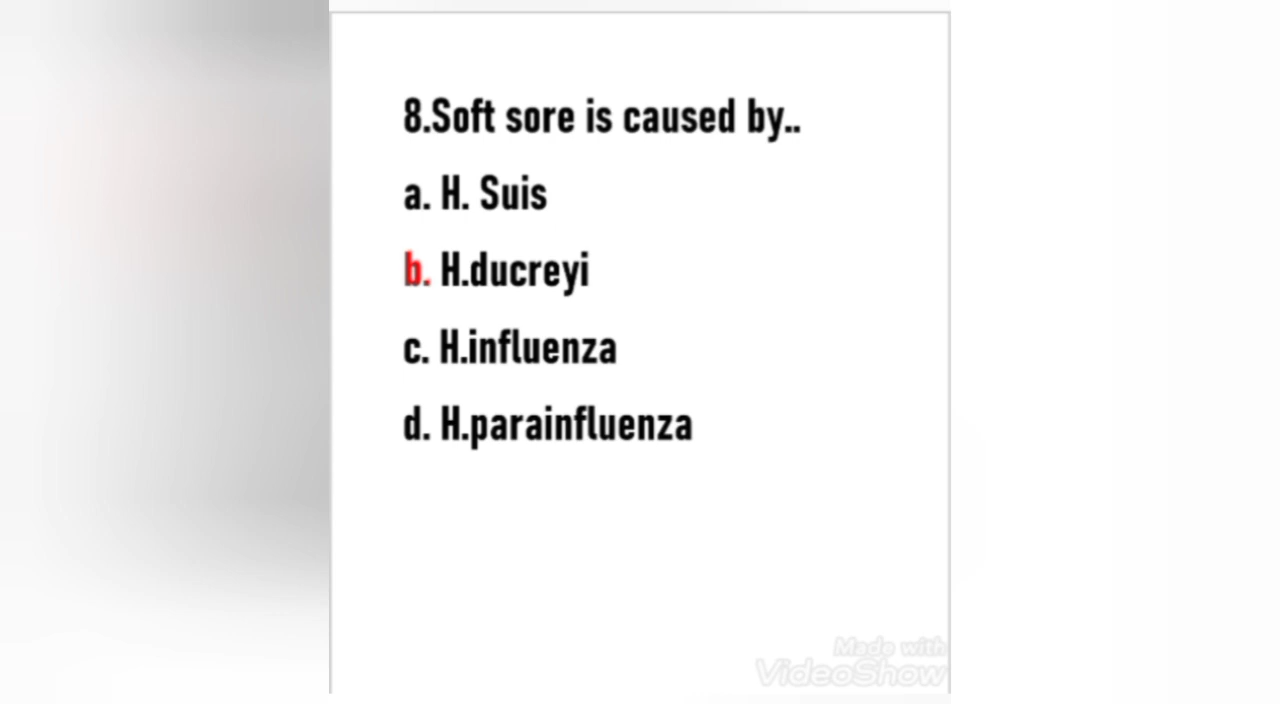 8.Soft sore is caused by..
a. H. Suis
b. H.ducreyi
c. H.influenza
d. H.parainfluenza
Made with
VideoShow